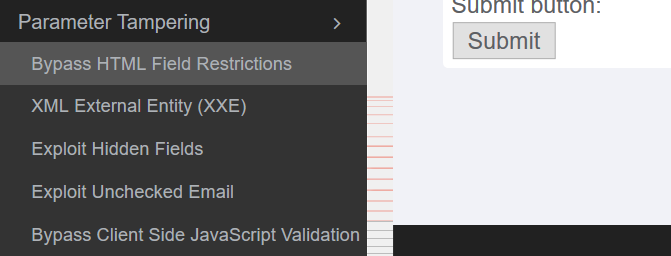 Parameter Tampering
Bypass HTML Field Restrictions
XML External Entity (XXE)
Exploit Hidden Fields
Exploit Unchecked Email
Bypass Client Side JavaScript Validation
Submit button:
Submit